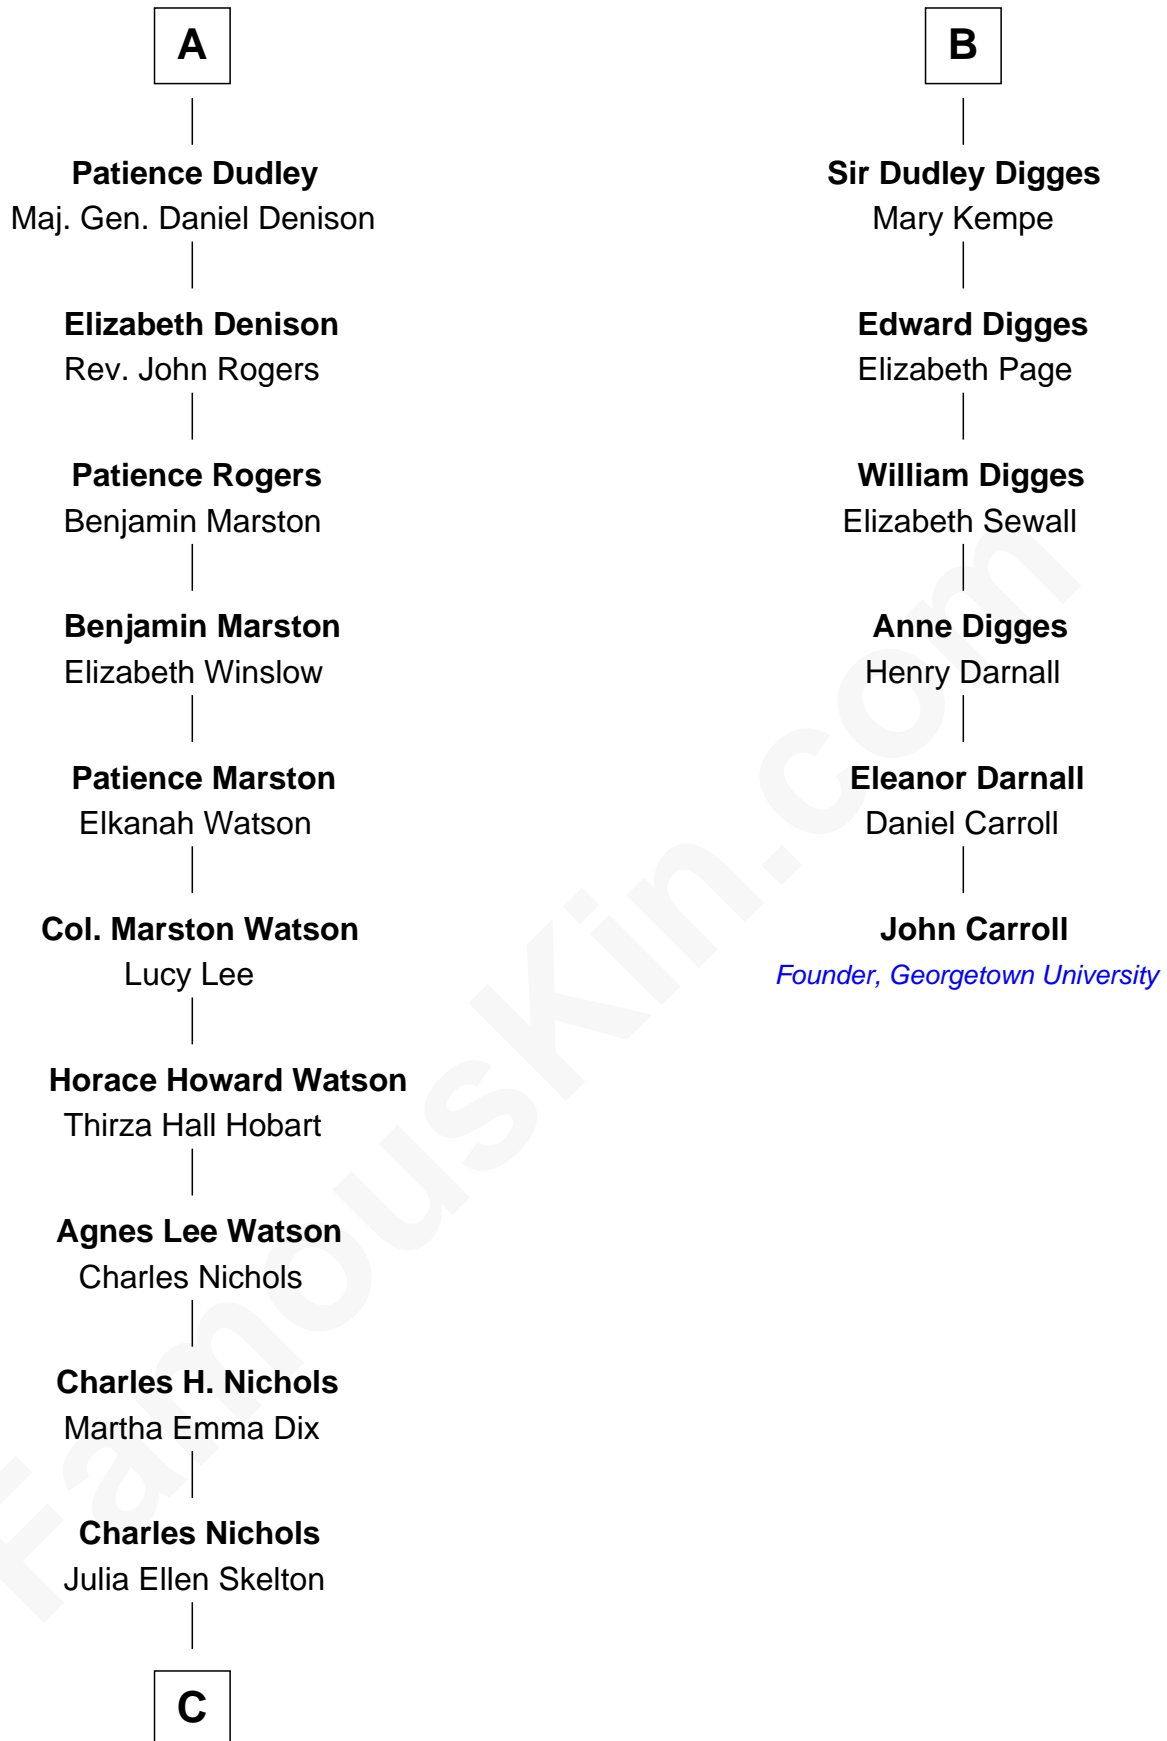 A
Patience Dudley
Maj. Gen. Daniel Denison
Elizabeth Denison
Rev. John Rogers
Patience Rogers
Benjamin Marston
Benjamin Marston
Elizabeth Winslow
Patience Marston
Elkanah Watson
Col. Marston Watson
Lucy Lee
Horace Howard Watson
Thirza Hall Hobart
Agnes Lee Watson
Charles Nichols
Charles H. Nichols
Martha Emma Dix
Charles Nichols
Julia Ellen Skelton
C
B
Sir Dudley Digges
Mary Kempe
Edward Digges
Elizabeth Page
William Digges
Elizabeth Sewall
Anne Digges
Henry Darnall
Eleanor Darnall
Daniel Carroll
John Carroll
Founder, Georgetown University
FamousKin.com